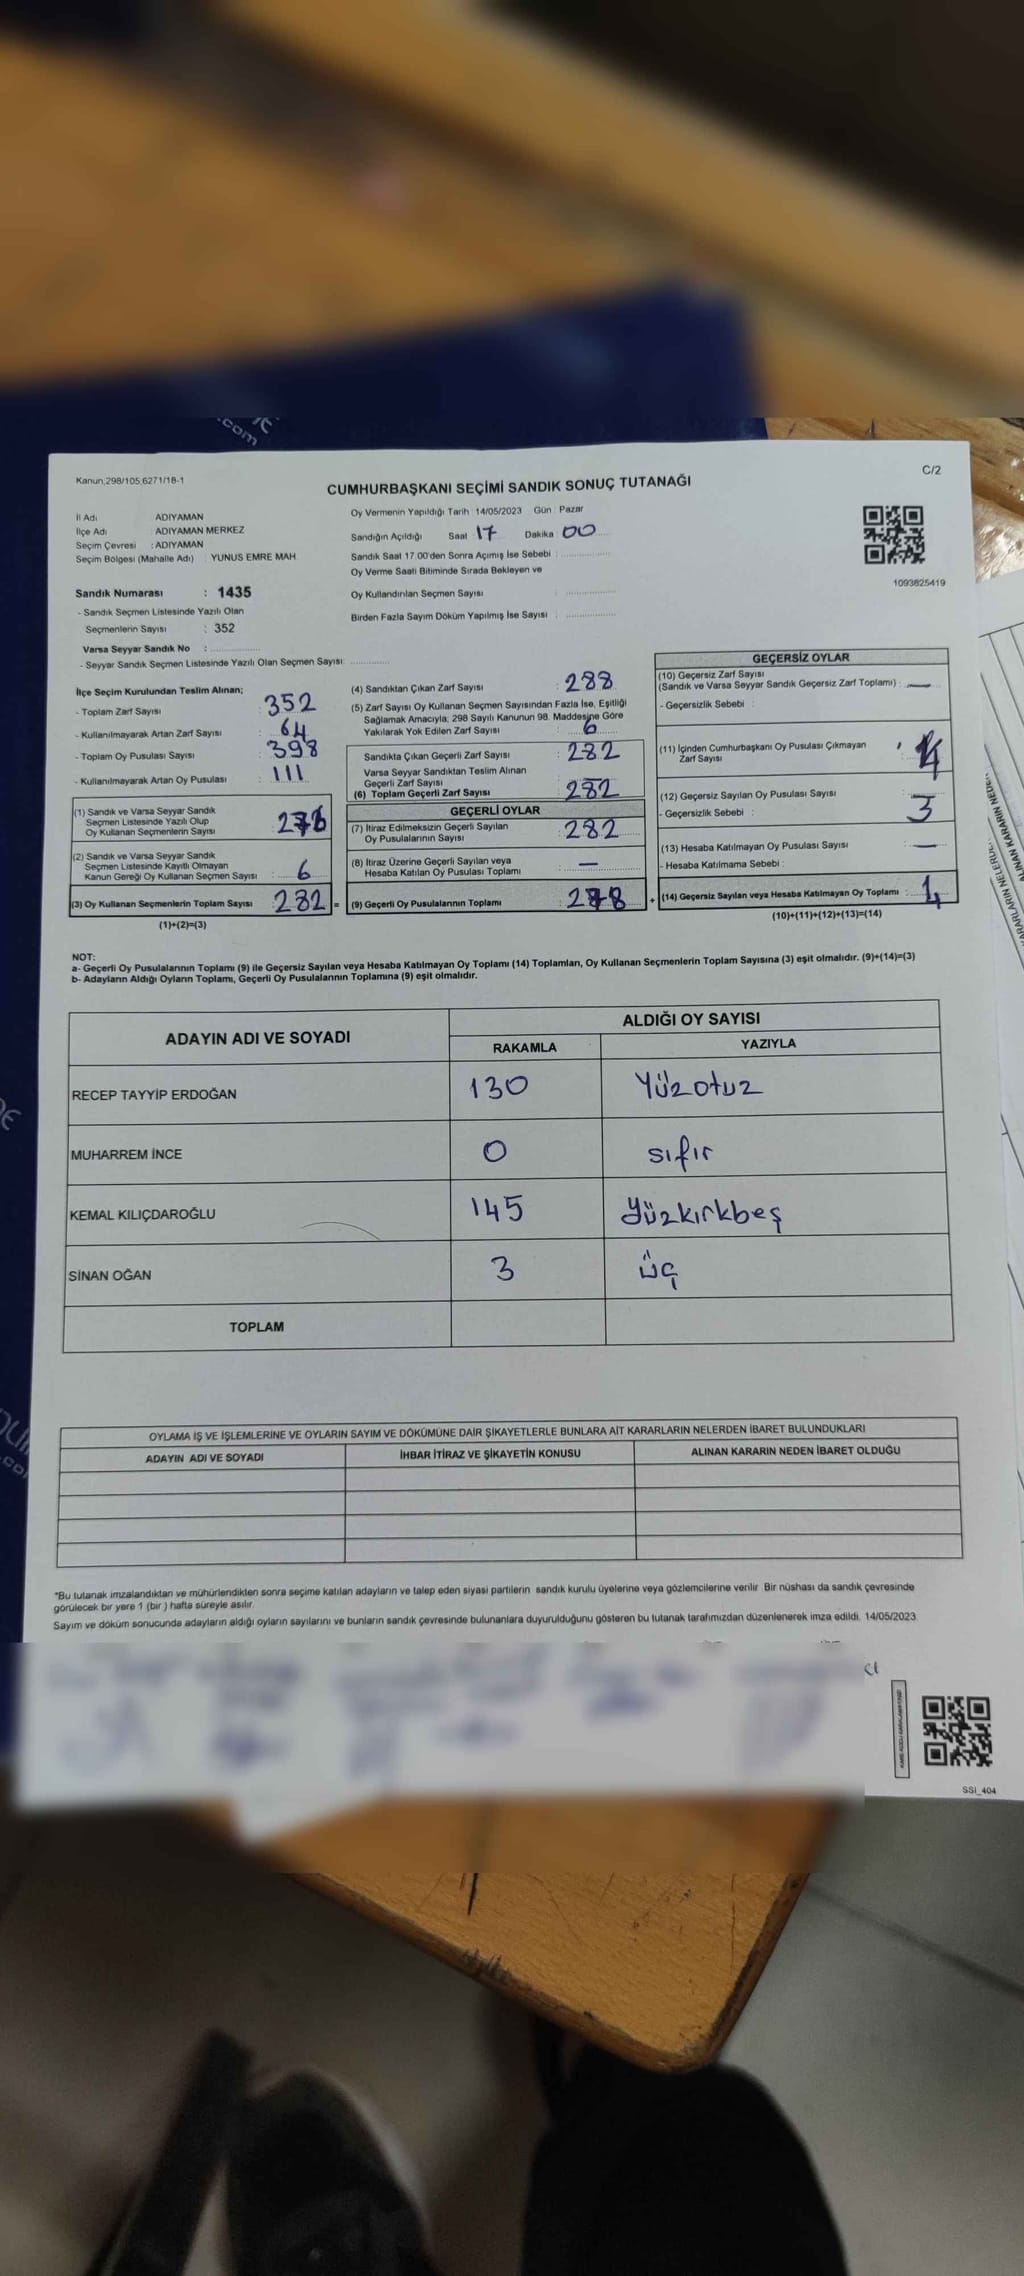 .com
Kanun,298/105,6271/18-1
C/2
CUMHURBAŞKANI SEÇİMİ SANDIK SONUÇ TUTANAĞI
İl Adı ADIYAMAN
İlçe Adı ADIYAMAN MERKEZ
Seçim Çevresi : ADIYAMAN
Seçim Bölgesi (Mahalle Adı) : YUNUS EMRE MAH.
Oy Vermenin Yapıldığı Tarih : 14/05/2023 Gün : Pazar
Sandığın Açıldığı Saat : 17 Dakika : 00
Sandık Saat 17.00'den Sonra Açımış İse Sebebi :
Oy Verme Saati Bitiminde Sırada Bekleyen ve
Oy Kullandırılan Seçmen Sayısı :
Birden Fazla Sayım Döküm Yapılmış İse Sayısı :
1093625419
Sandık Numarası : 1435
- Sandık Seçmen Listesinde Yazılı Olan
Seçmenlerin Sayısı : 352
Varsa Seyyar Sandık No :
- Seyyar Sandık Seçmen Listesinde Yazılı Olan Seçmen Sayısı:
İlçe Seçim Kurulundan Teslim Alınan;
- Toplam Zarf Sayısı : 352
- Kullanılmayarak Artan Zarf Sayısı : 64
- Toplam Oy Pusulası Sayısı : 398
- Kullanılmayarak Artan Oy Pusulası : 111
(1) Sandık ve Varsa Seyyar Sandık
Seçmen Listesinde Yazılı Olup
Oy Kullanan Seçmenlerin Sayısı : 276
(2) Sandık ve Varsa Seyyar Sandık
Seçmen Listesinde Kayıtlı Olmayan
Kanun Gereği Oy Kullanan Seçmen Sayısı : 6
(3) Oy Kullanan Seçmenlerin Toplam Sayısı 282 =
(1)+(2)=(3)
(4) Sandıktan Çıkan Zarf Sayısı : 288
(5) Zarf Sayısı Oy Kullanan Seçmen Sayısından Fazla İse, Eşitliği
Sağlamak Amacıyla; 298 Sayılı Kanunun 98. Maddesine Göre
Yakılarak Yok Edilen Zarf Sayısı : 6
Sandıkta Çıkan Geçerli Zarf Sayısı : 282
Varsa Seyyar Sandıktan Teslim Alınan
Geçerli Zarf Sayısı
(6) Toplam Geçerli Zarf Sayısı 282
GEÇERLİ OYLAR
(7) İtiraz Edilmeksizin Geçerli Sayılan
Oy Pusulalarının Sayısı : 282
(8) İtiraz Üzerine Geçerli Sayılan veya
Hesaba Katılan Oy Pusulası Toplamı : —
(9) Geçerli Oy Pusulalarının Toplamı : 278 +
GEÇERSİZ OYLAR
(10) Geçersiz Zarf Sayısı
(Sandık ve Varsa Seyyar Sandık Geçersiz Zarf Toplamı) : —
- Geçersizlik Sebebi :
(11) İçinden Cumhurbaşkanı Oy Pusulası Çıkmayan
Zarf Sayısı
(12) Geçersiz Sayılan Oy Pusulası Sayısı
- Geçersizlik Sebebi : 3
(13) Hesaba Katılmayan Oy Pusulası Sayısı : —
- Hesaba Katılmama Sebebi :
(14) Geçersiz Sayılan veya Hesaba Katılmayan Oy Toplamı :
(10)+(11)+(12)+(13)=(14)
NOT:
a- Geçerli Oy Pusulalarının Toplamı (9) ile Geçersiz Sayılan veya Hesaba Katılmayan Oy Toplamı (14) Toplamları, Oy Kullanan Seçmenlerin Toplam Sayısına (3) eşit olmalıdır. (9)+(14)=(3)
b- Adayların Aldığı Oyların Toplamı, Geçerli Oy Pusulalarının Toplamına (9) eşit olmalıdır.
ADAYIN ADI VE SOYADI
ALDIĞI OY SAYISI
RAKAMLA YAZIYLA
RECEP TAYYİP ERDOĞAN 130 Yüzotuz
MUHARREM İNCE 0 sıfır
KEMAL KILIÇDAROĞLU 145 yüzkırkbeş
SİNAN OĞAN 3 üç
TOPLAM
OYLAMA İŞ VE İŞLEMLERİNE VE OYLARIN SAYIM VE DÖKÜMÜNE DAİR ŞİKAYETLERLE BUNLARA AİT KARARLARIN NELERDEN İBARET BULUNDUKLARI
ADAYIN ADI VE SOYADI İHBAR İTİRAZ VE ŞİKAYETİN KONUSU ALINAN KARARIN NEDEN İBARET OLDUĞU
*Bu tutanak imzalandıktan ve mühürlendikten sonra seçime katılan adayların ve talep eden siyasi partilerin sandık kurulu üyelerine veya gözlemcilerine verilir. Bir nüshası da sandık çevresinde
görülecek bir yere 1 (bir ) hafta süreyle asılır.
Sayım ve döküm sonucunda adayların aldığı oyların sayılarını ve bunların sandık çevresinde bulunanlara duyurulduğunu gösteren bu tutanak tarafımızdan düzenlenerek imza edildi. 14/05/2023
SSI_404